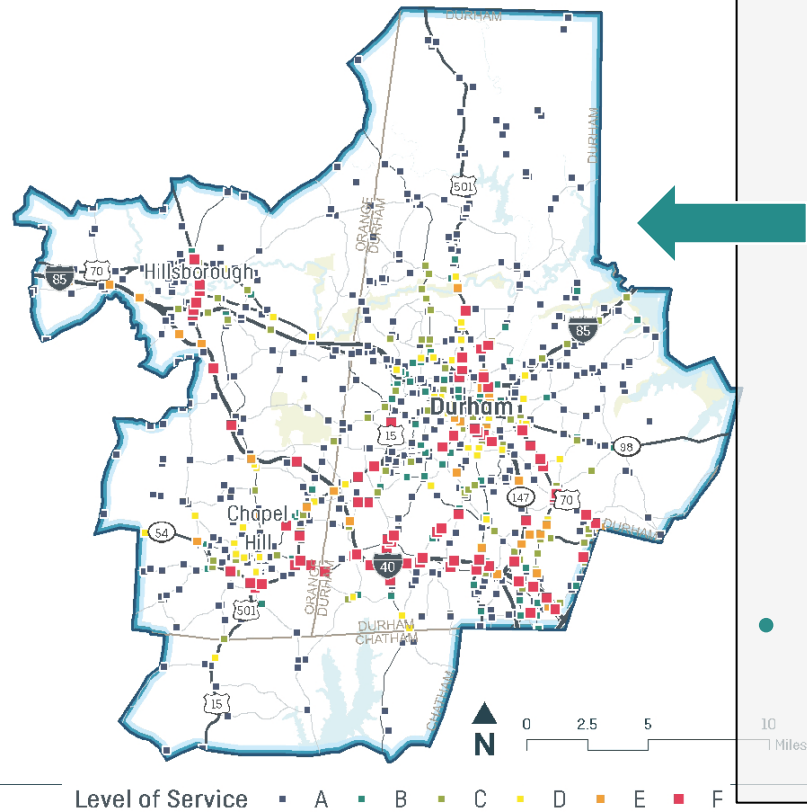 DURHAM
DURHAM
501
ORANGE
DURHAM
70
85
Hillsborough
85
Durham
15
98
147
70
Chapel
Hill
54
DURHAM
40
ORANGE
DURHAM
501
DURHAM
CHATHAM
CHATHAM
15
N
0 2.5 5 10
Miles
Level of Service A B C D E F